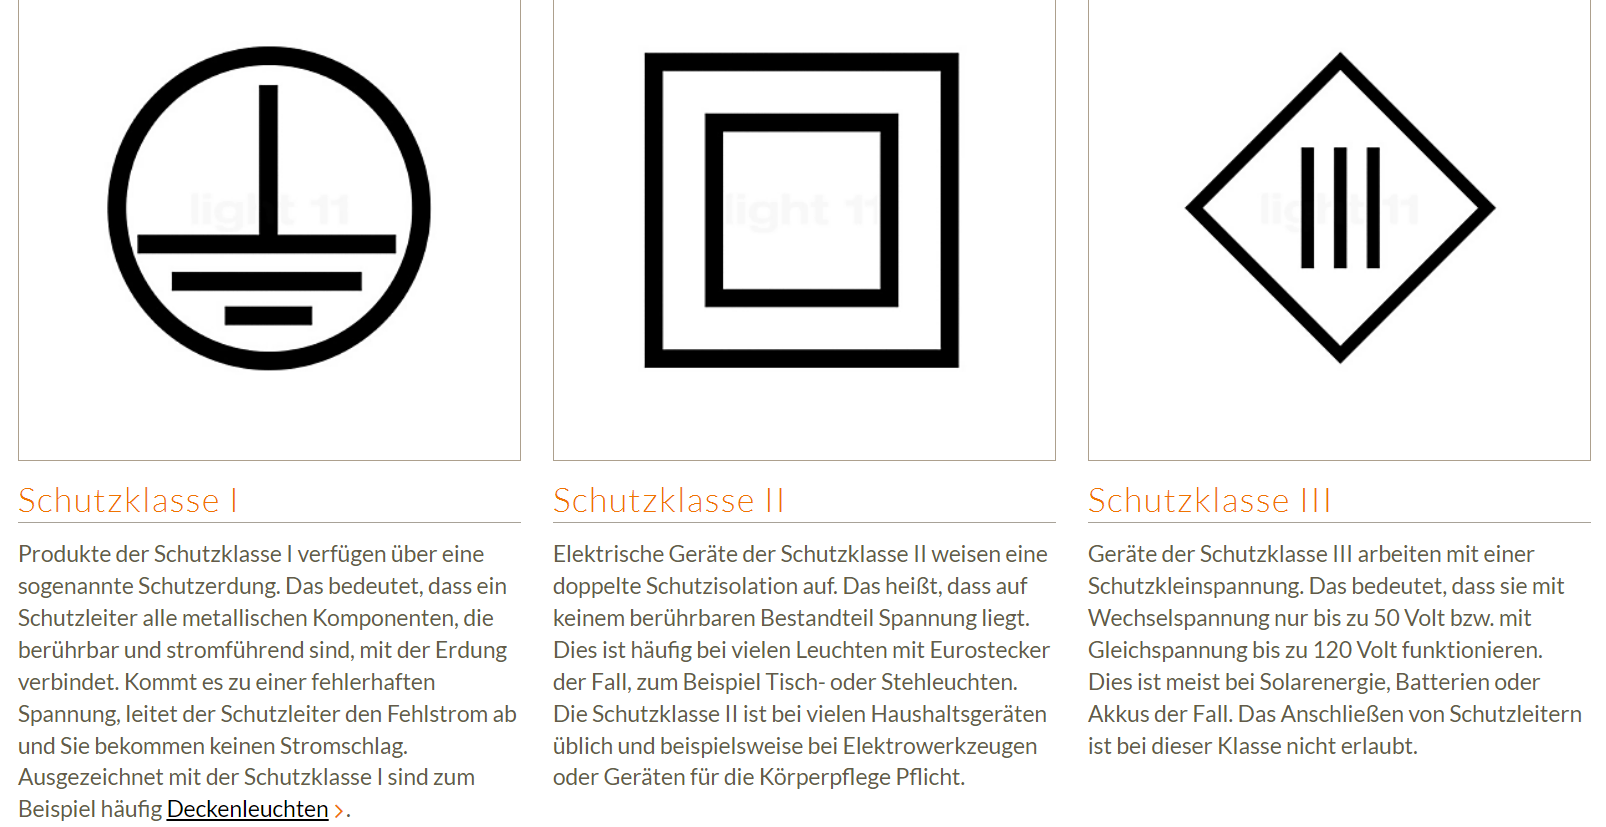 light 11
light 11
light 11
Schutzklasse I
Produkte der Schutzklasse I verfügen über eine
sogenannte Schutzerdung. Das bedeutet, dass ein
Schutzleiter alle metallischen Komponenten, die
berührbar und stromführend sind, mit der Erdung
verbindet. Kommt es zu einer fehlerhaften
Spannung, leitet der Schutzleiter den Fehlstrom ab
und Sie bekommen keinen Stromschlag.
Ausgezeichnet mit der Schutzklasse I sind zum
Beispiel häufig Deckenleuchten >.
Schutzklasse II
Elektrische Geräte der Schutzklasse II weisen eine
doppelte Schutzisolation auf. Das heißt, dass auf
keinem berührbaren Bestandteil Spannung liegt.
Dies ist häufig bei vielen Leuchten mit Eurostecker
der Fall, zum Beispiel Tisch- oder Stehleuchten.
Die Schutzklasse II ist bei vielen Haushaltsgeräten
üblich und beispielsweise bei Elektrowerkzeugen
oder Geräten für die Körperpflege Pflicht.
Schutzklasse III
Geräte der Schutzklasse III arbeiten mit einer
Schutzkleinspannung. Das bedeutet, dass sie mit
Wechselspannung nur bis zu 50 Volt bzw. mit
Gleichspannung bis zu 120 Volt funktionieren.
Dies ist meist bei Solarenergie, Batterien oder
Akkus der Fall. Das Anschließen von Schutzleitern
ist bei dieser Klasse nicht erlaubt.